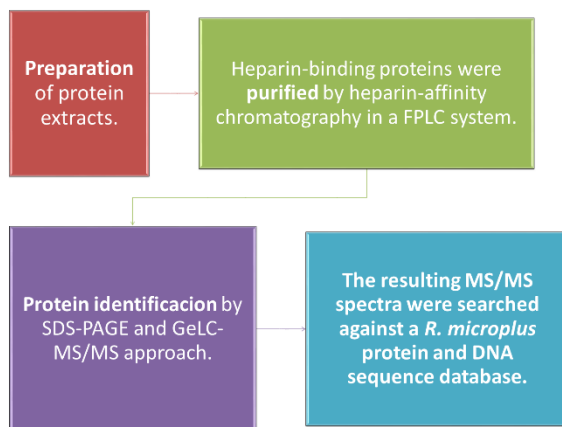 Preparation
of protein
extracts.
Heparin-binding proteins were
purified by heparin-affinity
chromatography in a FPLC system.
Protein identificacion by
SDS-PAGE and GeLC-
MS/MS approach.
The resulting MS/MS
spectra were searched
against a R. microplus
protein and DNA
sequence database.